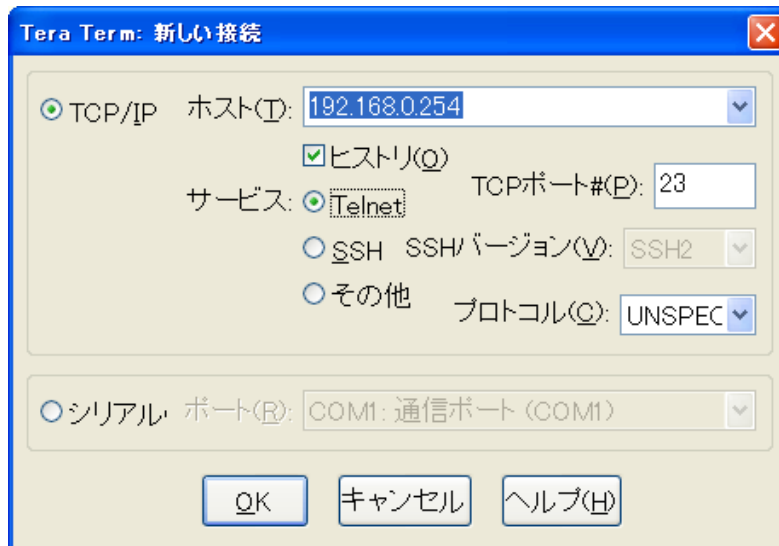 Tera Term: 新しい接続
TCP/IP ホスト(T): 192.168.0.254
ヒストリ(O)
サービス: Telnet TCPポート#(P): 23
SSH SSHバージョン(V): SSH2
その他 プロトコル(C): UNSPEC
シリアル ポート(R): COM1: 通信ポート (COM1)
OK キャンセル ヘルプ(H)